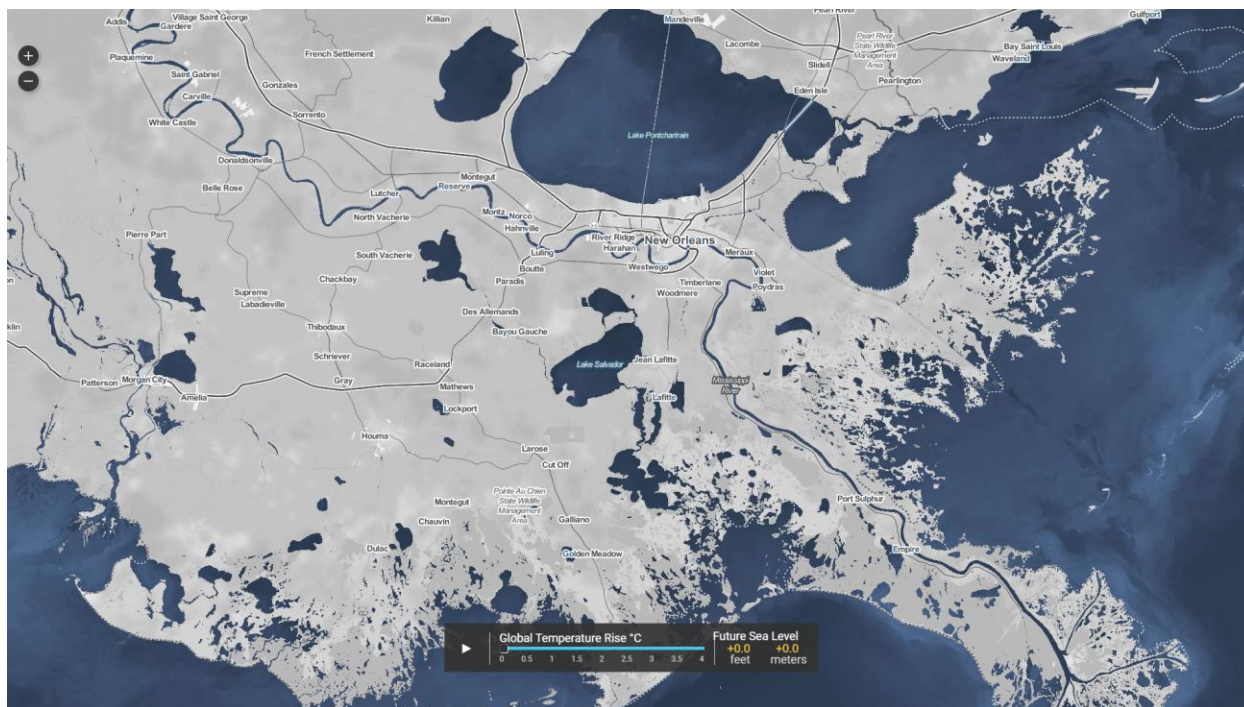 Addis
Village Saint George
Gardere
Killian
Mandeville
Pearl River
Gulfport
Lacombe
Pearl River
State Wildlife
Management
Area
Bay Saint Louis
Waveland
French Settlement
Plaquemine
Saint Gabriel
Gonzales
Carville
Slidell
Pearlington
Eden Isle
White Castle
Sorrento
Lake Pontchartrain
Donaldsonville
Belle Rose
Lutcher
Montegut
Reserve
North Vacherie
Montz
Norco
Hahnville
Pierre Part
South Vacherie
Luling
River Ridge
Harahan
New Orleans
Meraux
Boutte
Westwego
Violet
Paradis
Timberlane
Poydras
Woodmere
Chackbay
Supreme
Labadieville
Des Allemands
Thibodaux
Bayou Gauche
klin
Schriever
Raceland
Lake Salvador
Jean Lafitte
Patterson
Morgan City
Gray
Mathews
Mississippi
River
Amelia
Lockport
Lafitte
Houma
Larose
Cut Off
Pointe Au Chien
State Wildlife
Management
Area
Montegut
Port Sulphur
Chauvin
Galliano
Dulac
Golden Meadow
Empire
Global Temperature Rise °C
Future Sea Level
+0.0
+0.0
feet
meters
0 0.5 1 1.5 2 2.5 3 3.5 4